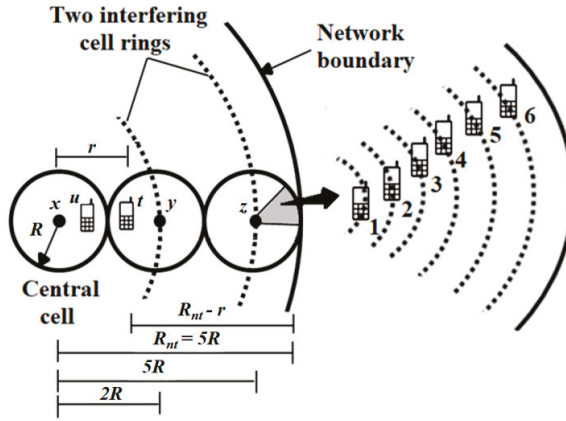 Two interfering
cell rings
Network
boundary
r
x
u
t
y
z
R
Central
cell
1
2
3
4
5
6
R_nt - r
R_nt = 5R
5R
2R